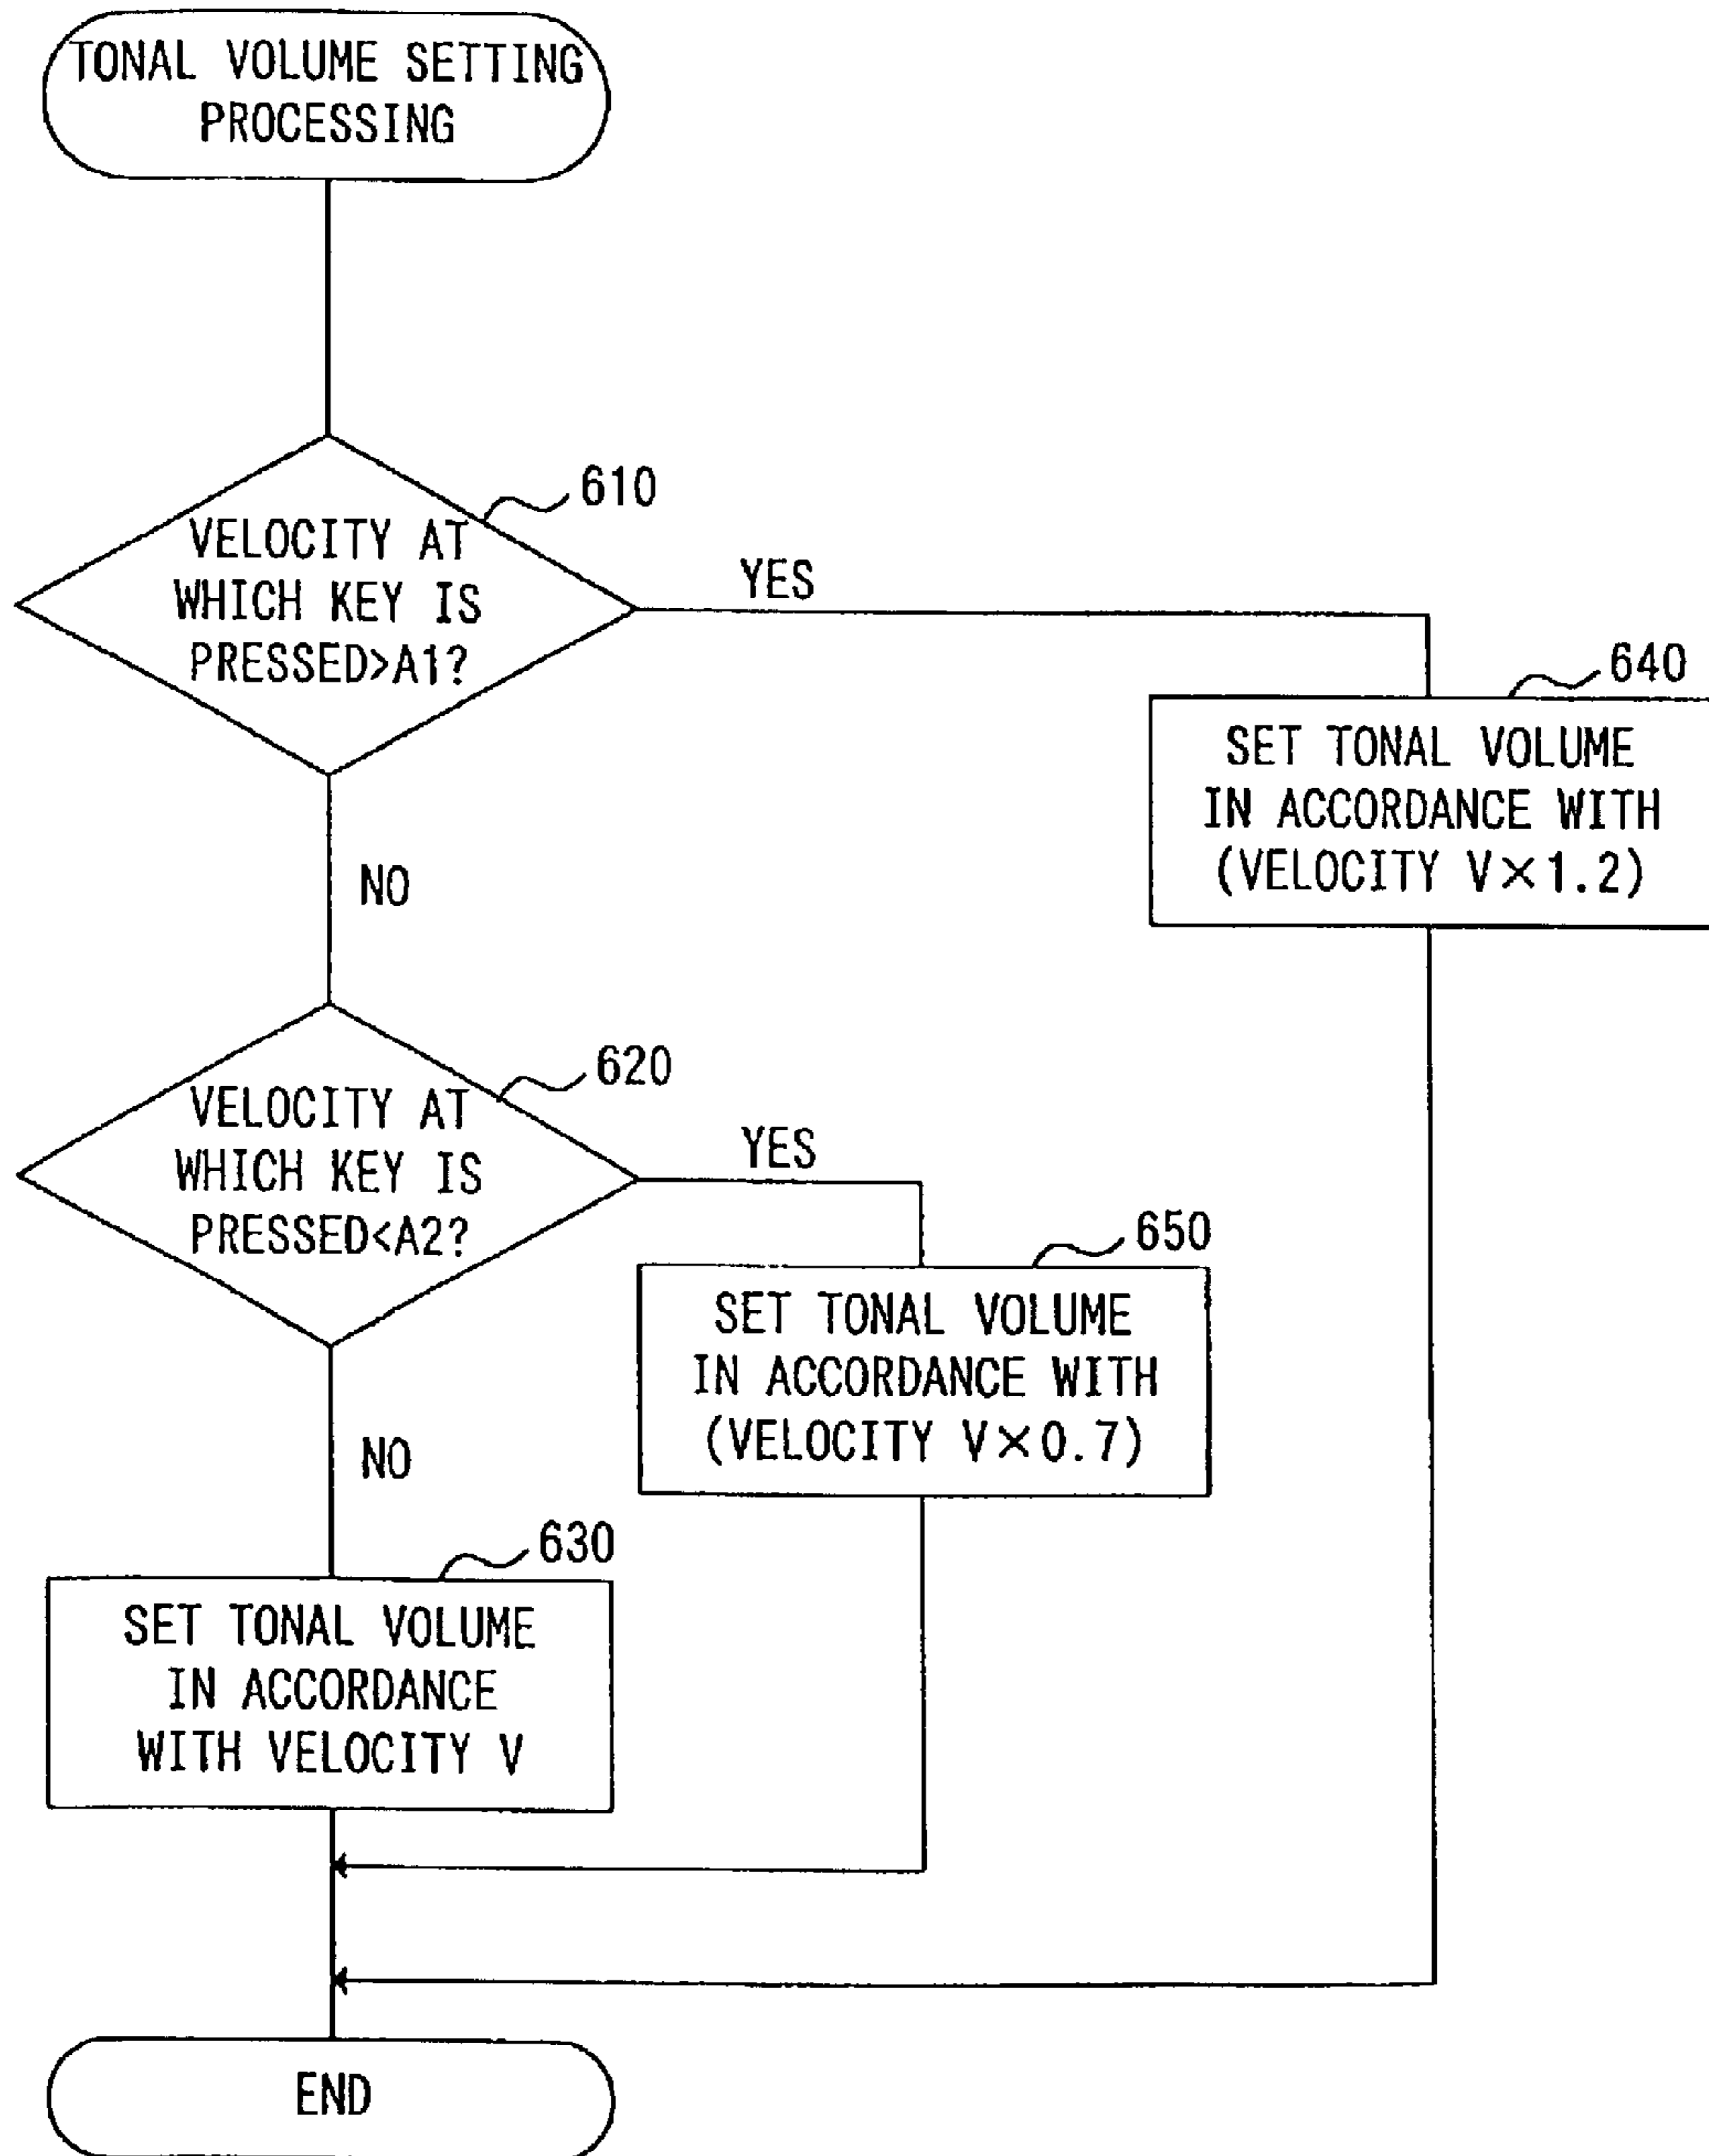 TONAL VOLUME SETTING
PROCESSING
610
VELOCITY AT
WHICH KEY IS
PRESSED>A1?
YES
640
SET TONAL VOLUME
IN ACCORDANCE WITH
(VELOCITY V×1.2)
NO
620
VELOCITY AT
WHICH KEY IS
PRESSED<A2?
YES
650
SET TONAL VOLUME
IN ACCORDANCE WITH
(VELOCITY V×0.7)
NO
630
SET TONAL VOLUME
IN ACCORDANCE
WITH VELOCITY V
END